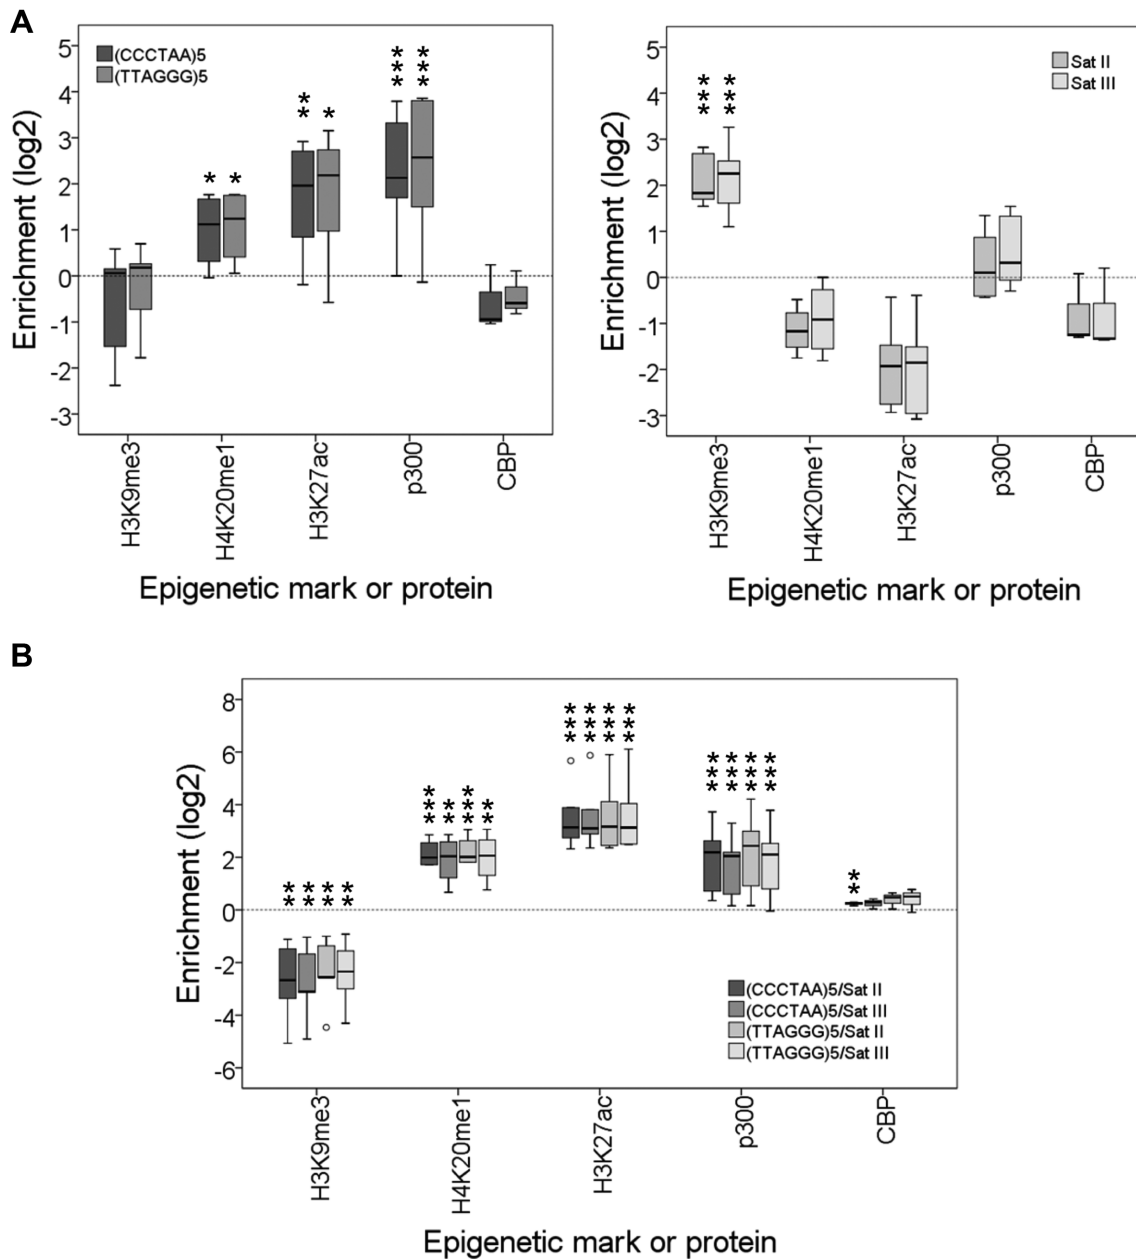 A
(CCCTAA)5
(TTAGGG)5
Enrichment (log2)
5
4
3
2
1
0
-1
-2
-3
* * * * * * * * * * *
H3K9me3
H4K20me1
H3K27ac
p300
CBP
Epigenetic mark or protein
Sat II
Sat III
Enrichment (log2)
5
4
3
2
1
0
-1
-2
-3
* * * * * *
H3K9me3
H4K20me1
H3K27ac
p300
CBP
Epigenetic mark or protein
B
Enrichment (log2)
8
6
4
2
0
-2
-4
-6
** ** ** **
*** ** *** **
*** *** *** ***
*** *** *** ***
**
(CCCTAA)5/Sat II
(CCCTAA)5/Sat III
(TTAGGG)5/Sat II
(TTAGGG)5/Sat III
H3K9me3
H4K20me1
H3K27ac
p300
CBP
Epigenetic mark or protein